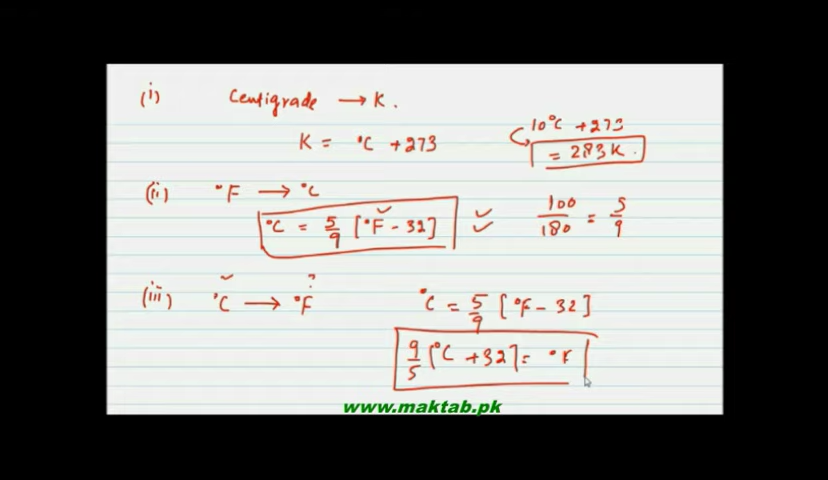 (i) Centigrade → K.
10°C + 273
K = °C + 273
= 283K.
(ii) °F → °C
°C = 5/9 [°F - 32]
100/180 = 5/9
(iii) °C → °F
?
°C = 5/9 [°F - 32]
9/5 [°C + 32] = °F
www.maktab.pk